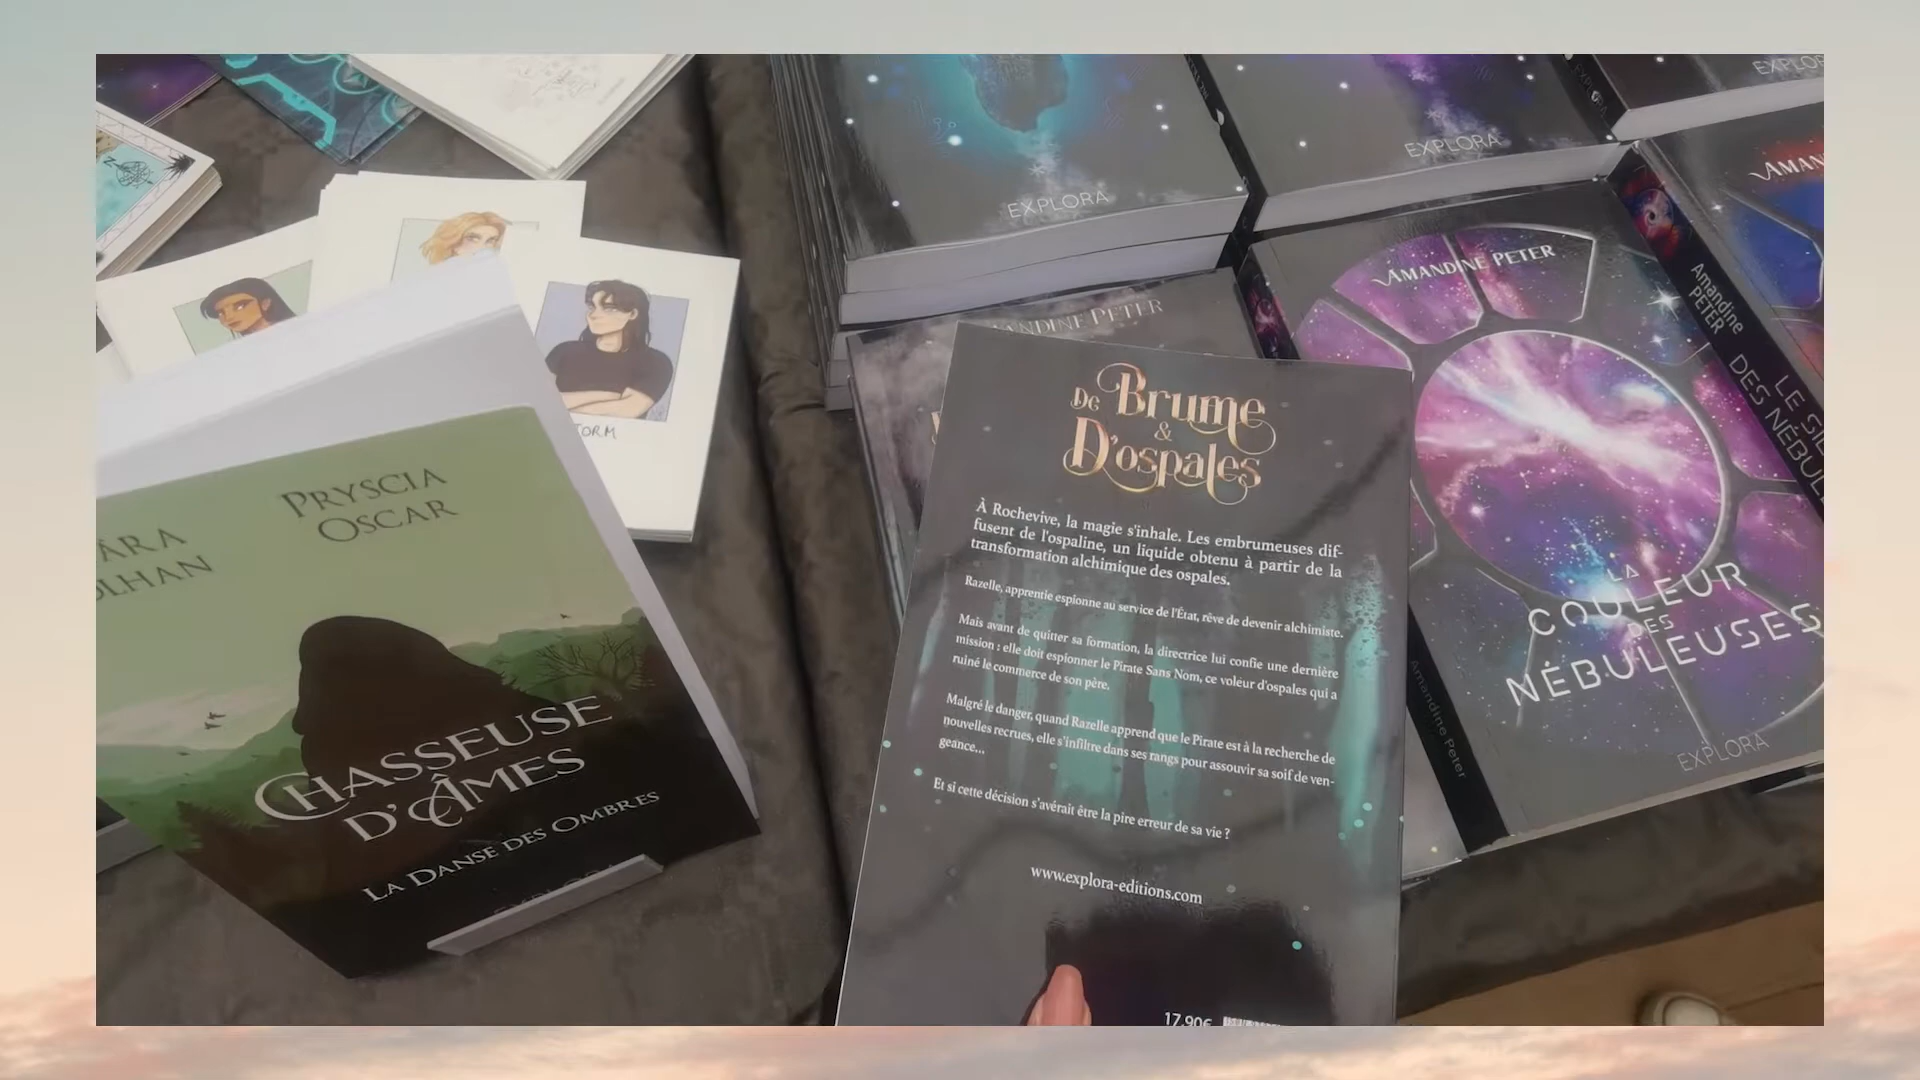 EXPLORA
EXPLORA
EXPLORA
AMANDINE PETER
Amandine
PETER
DES NÉBUL
AMANDINE PETER
LA
COULEUR
DES
NÉBULEUSES
EXPLORA
Amandine Peter
TORM
PRYSCIA
OSCAR
CHASSEUSE
D'ÂMES
LA DANSE DES OMBRES
De Brume
&
D'ospales
À Rochevive, la magie s'inhale. Les embrumeuses dif-
fusent de l'ospaline, un liquide obtenu à partir de la
transformation alchimique des ospales.
Razelle, apprentie espionne au service de l'État, rêve de devenir alchimiste.
Mais avant de quitter sa formation, la directrice lui confie une dernière
mission : elle doit espionner le Pirate Sans Nom, ce voleur d'ospales qui a
ruiné le commerce de son père.
Malgré le danger, quand Razelle apprend que le Pirate est à la recherche de
nouvelles recrues, elle s'infiltre dans ses rangs pour assouvir sa soif de ven-
geance...
Et si cette décision s'avérait être la pire erreur de sa vie ?
www.explora-editions.com
17.90€